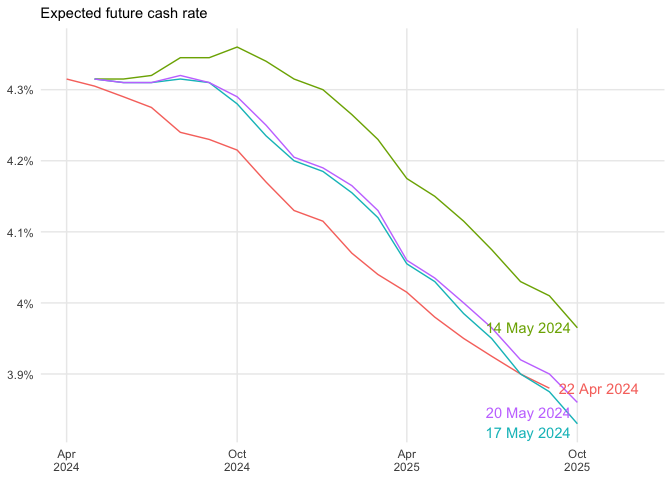 Expected future cash rate
4.3%
4.2%
4.1%
4%
3.9%
14 May 2024
22 Apr 2024
20 May 2024
17 May 2024
Apr
2024
Oct
2024
Apr
2025
Oct
2025